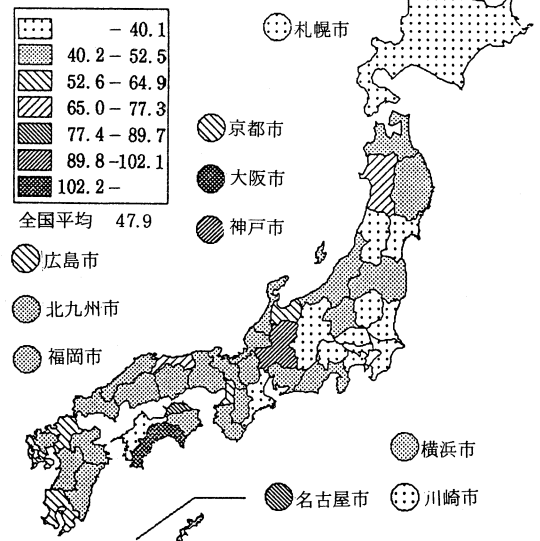 － 40.1
40.2－ 52.5
52.6－ 64.9
65.0－ 77.3
77.4－ 89.7
89.8－102.1
102.2－
全国平均 47.9
札幌市
京都市
大阪市
神戸市
広島市
北九州市
福岡市
横浜市
名古屋市
川崎市